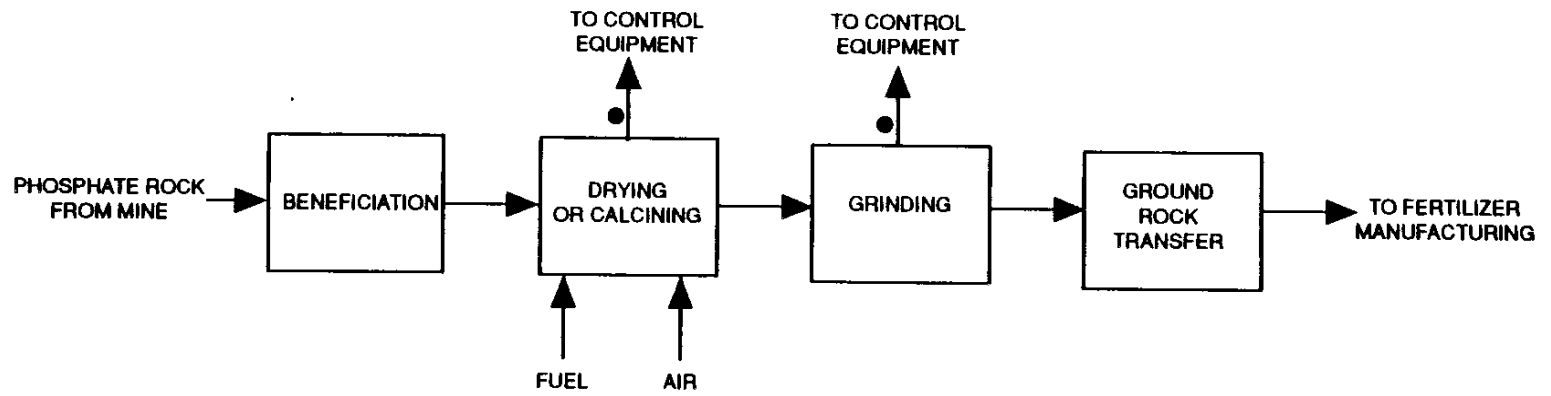 TO CONTROL
EQUIPMENT
TO CONTROL
EQUIPMENT
PHOSPHATE ROCK
FROM MINE
BENEFICIATION
DRYING
OR CALCINING
GRINDING
GROUND
ROCK
TRANSFER
TO FERTILIZER
MANUFACTURING
FUEL
AIR